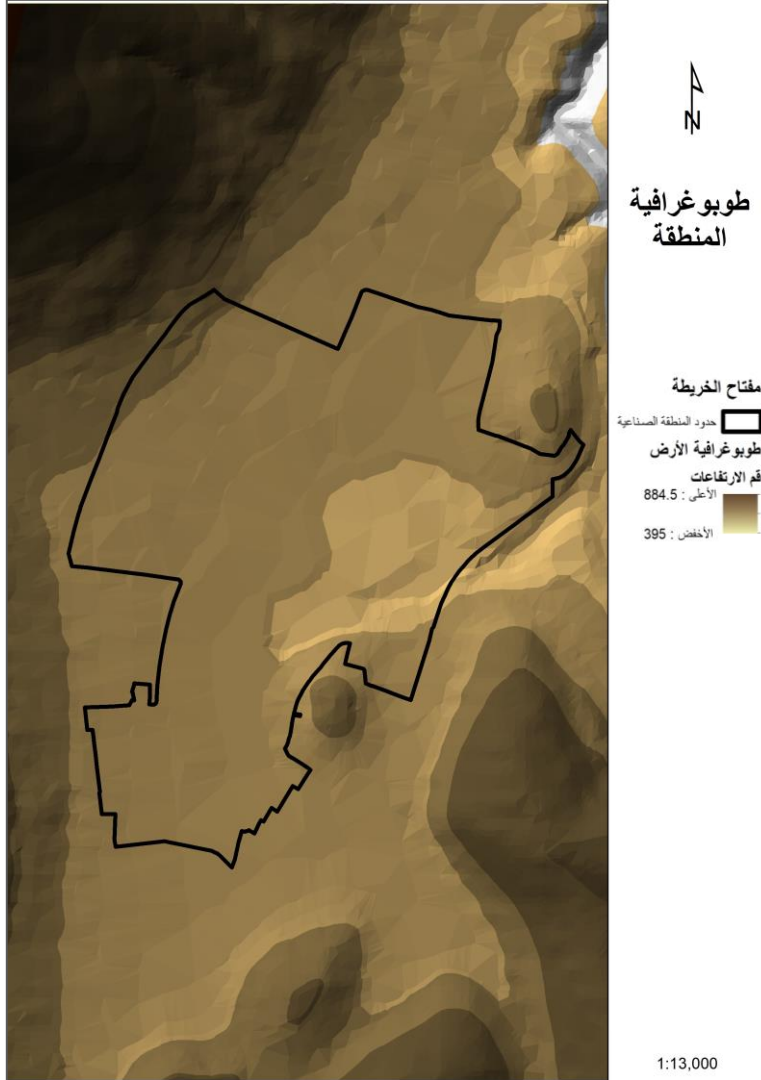 N
طوبوغرافية
المنطقة
مفتاح الخريطة
حدود المنطقة الصناعية
طوبوغرافية الأرض
قم الارتفاعات
الأعلى : 884.5
الأخفض : 395
1:13,000